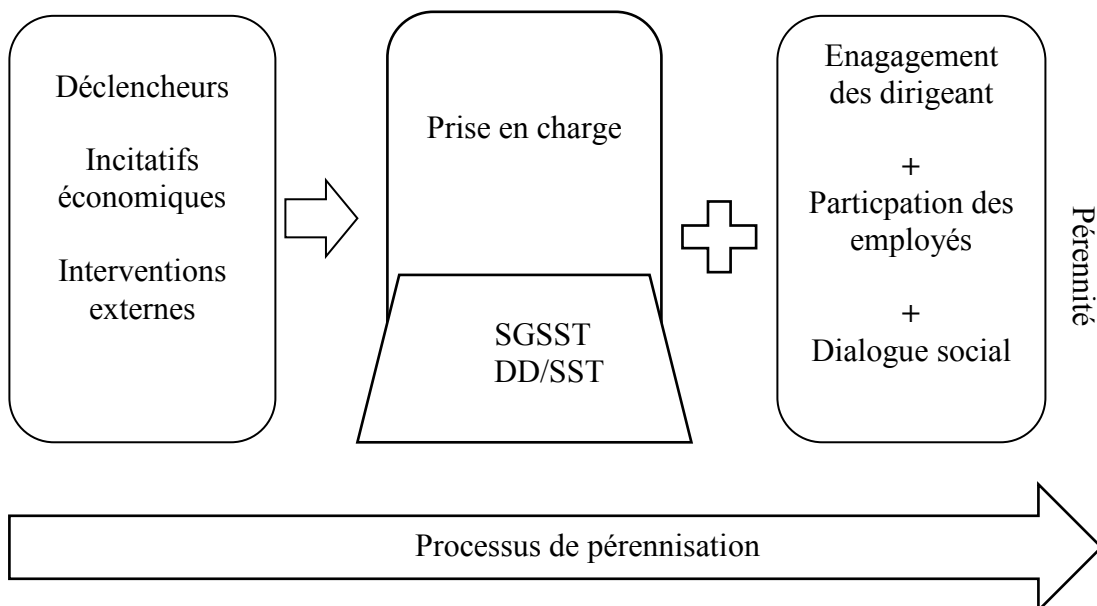 Déclencheurs
Incitatifs
économiques
Interventions
externes
Prise en charge
SGSST
DD/SST
Enagagement
des dirigeant
+
Particpation des
employés
+
Dialogue social
Pérennité
Processus de pérennisation